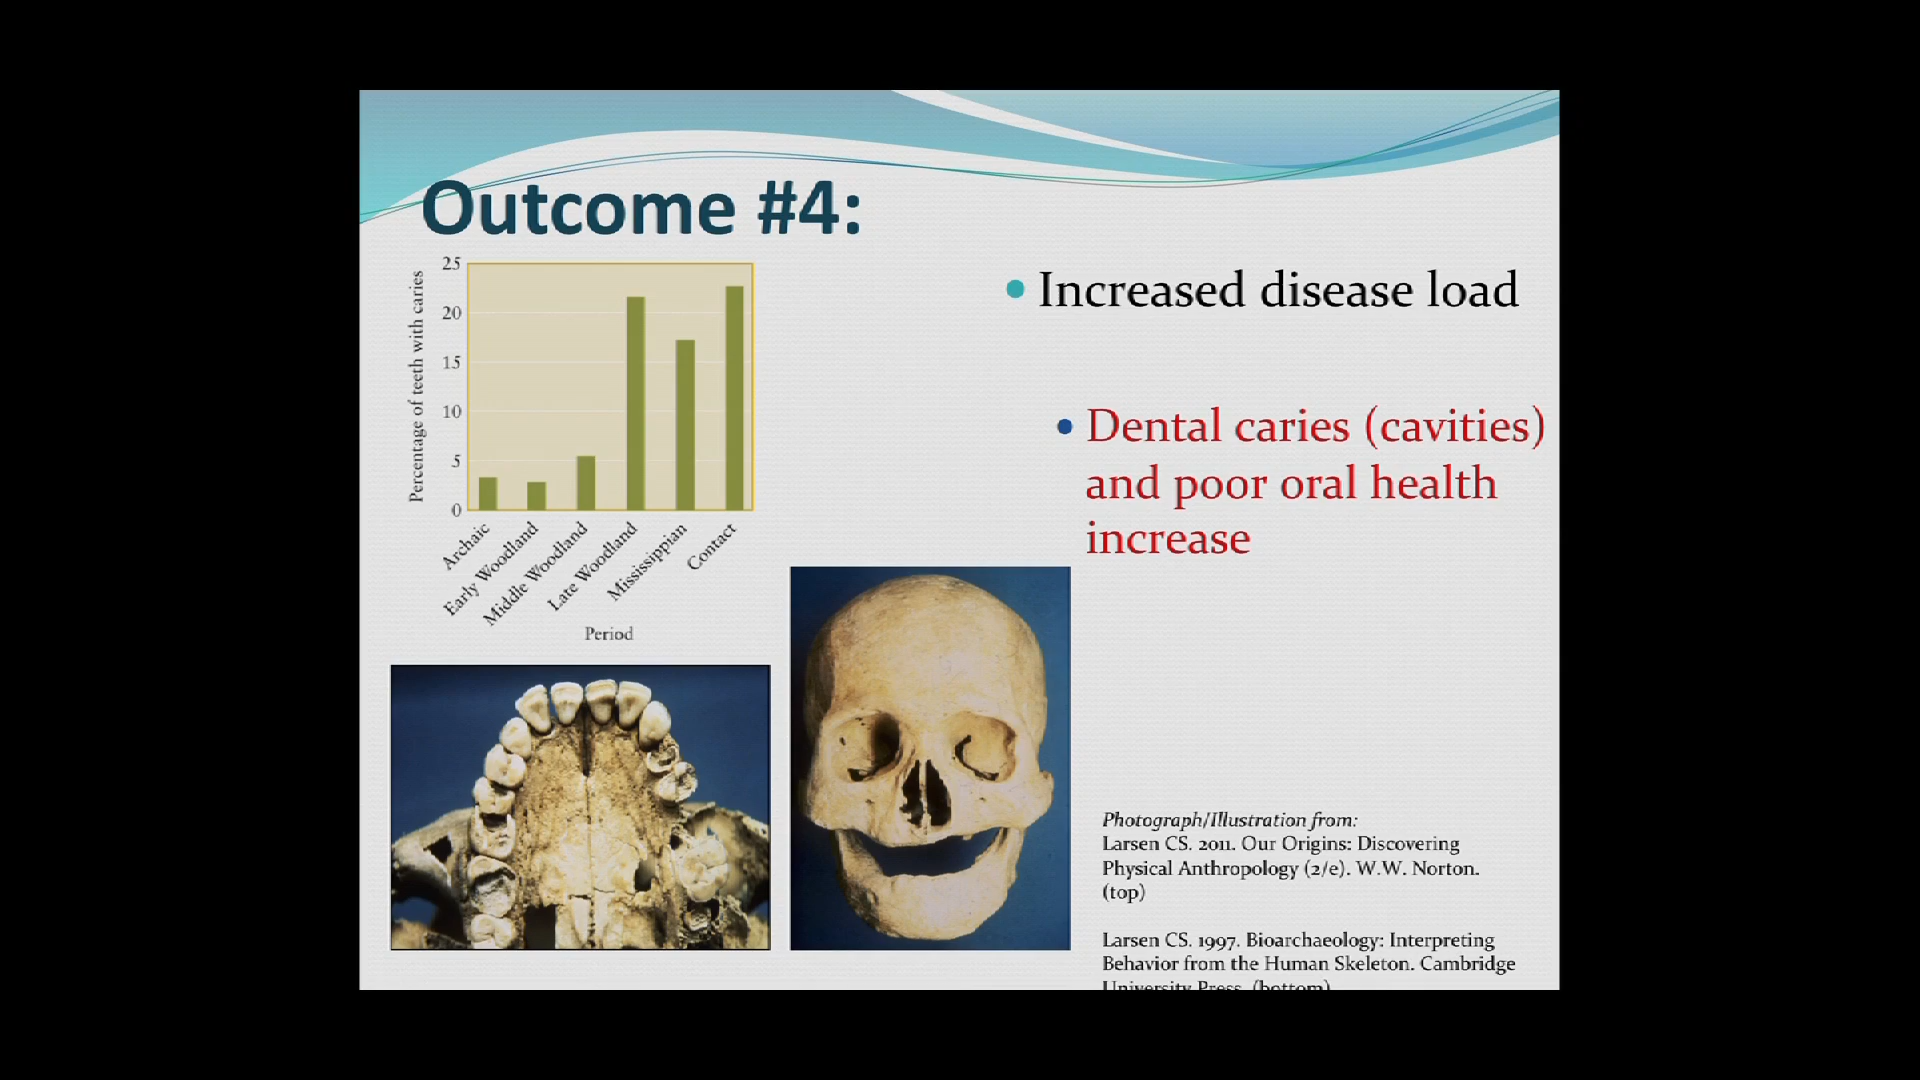 Outcome #4:
25
20
15
10
5
0
Percentage of teeth with caries
Archaic
Early Woodland
Middle Woodland
Late Woodland
Mississippian
Contact
Period
Increased disease load
Dental caries (cavities)
and poor oral health
increase
Photograph/Illustration from:
Larsen CS. 2011. Our Origins: Discovering
Physical Anthropology (2/e). W.W. Norton.
(top)
Larsen CS. 1997. Bioarchaeology: Interpreting
Behavior from the Human Skeleton. Cambridge
University Press. (bottom)